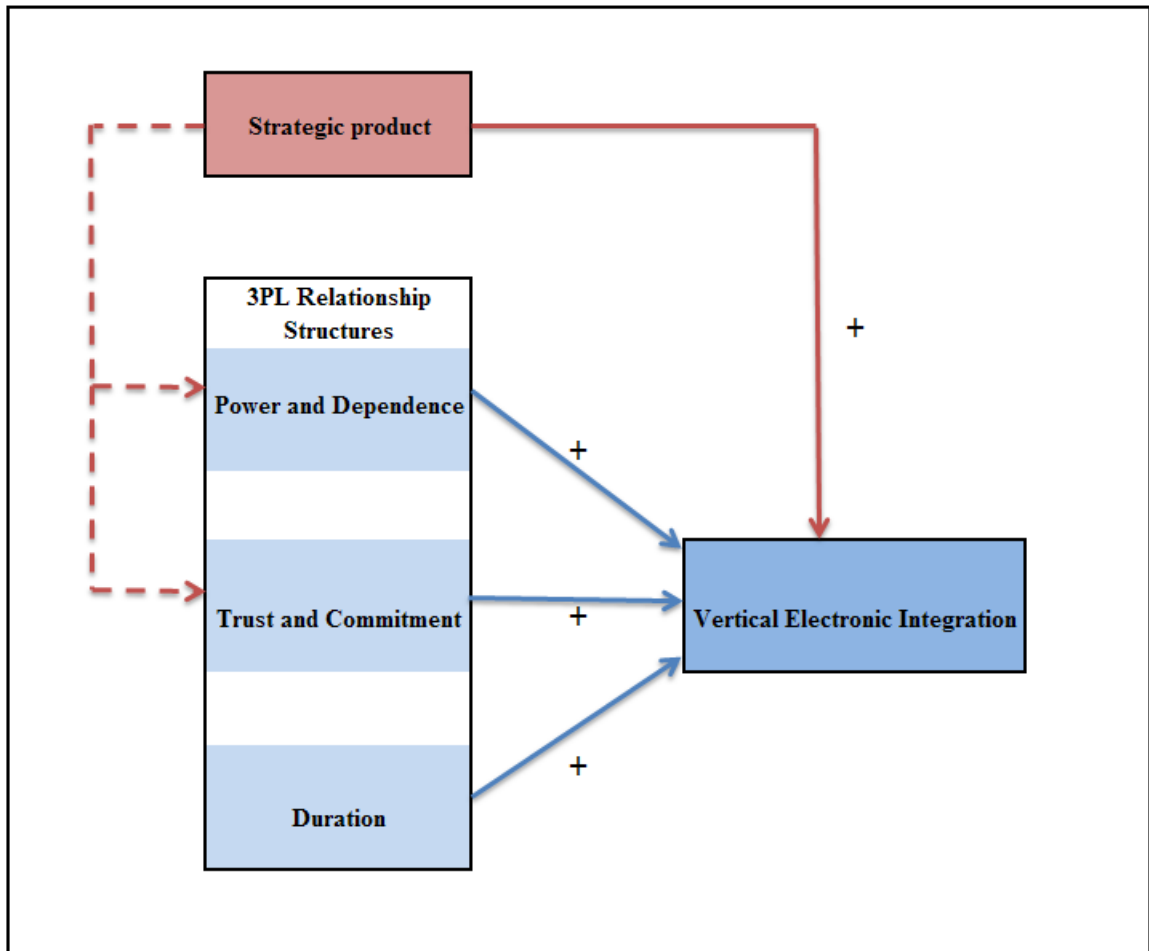 Strategic product
3PL Relationship
Structures
+
Power and Dependence
+
Trust and Commitment
+
Vertical Electronic Integration
+
Duration